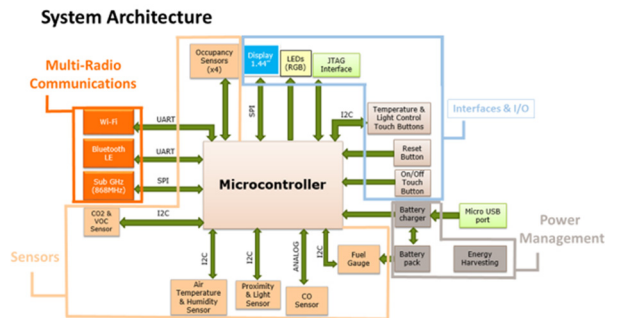 System Architecture
Multi-Radio
Communications
Wi-Fi
Bluetooth
LE
Sub GHz
(868MHz)
UART
UART
SPI
Occupancy
Sensors
(x4)
Display
1.44"
LEDs
(RGB)
JTAG
Interface
SPI
I2C
Temperature &
Light Control
Touch Buttons
Interfaces & I/O
Reset
Button
On/Off
Touch
Button
Microcontroller
CO2 &
VOC
Sensor
I2C
Battery
charger
Micro USB
port
Power
Management
Sensors
I2C
I2C
ANALOG
I2C
Fuel
Gauge
Battery
pack
Energy
Harvesting
Air
Temperature
& Humidity
Sensor
Proximity
& Light
Sensor
CO
Sensor